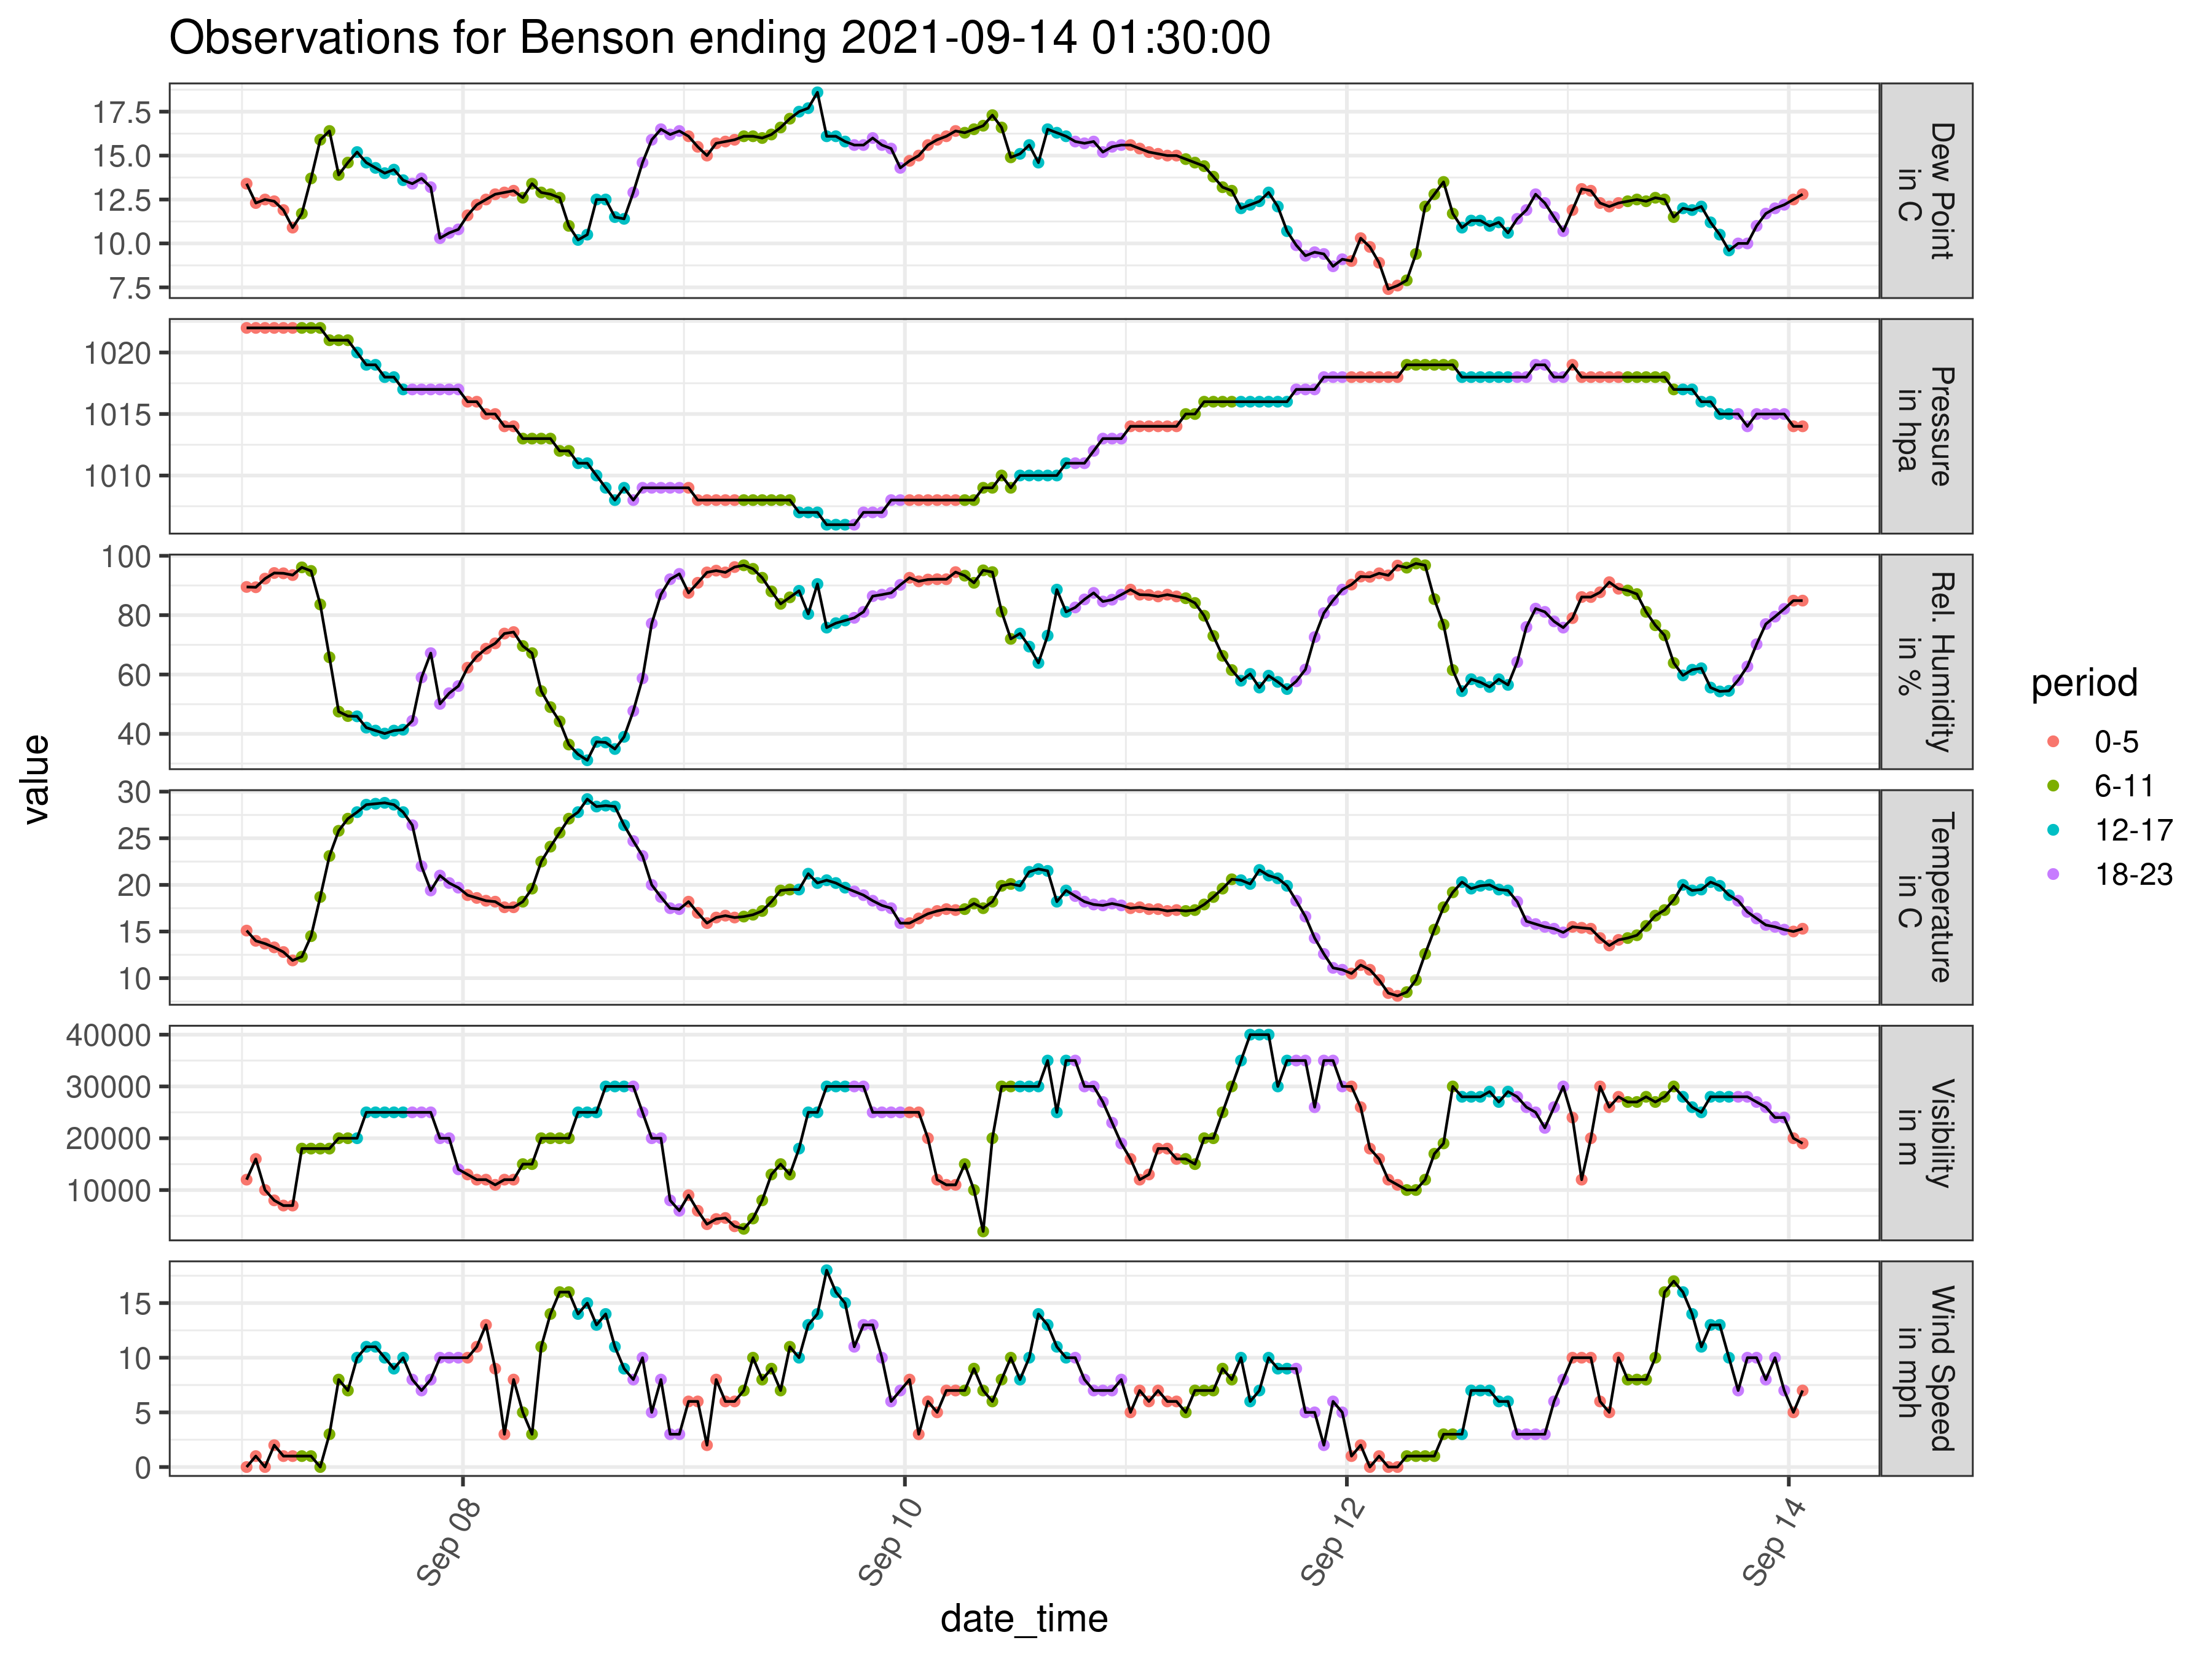 Observations for Benson ending 2021-09-14 01:30:00
value
17.5
15.0
12.5
10.0
7.5
Dew Point
in C
1020
1015
1010
Pressure
in hpa
100
80
60
40
Rel. Humidity
in %
30
25
20
15
10
Temperature
in C
40000
30000
20000
10000
Visibility
in m
15
10
5
0
Wind Speed
in mph
Sep 08
Sep 10
Sep 12
Sep 14
date_time
period
0-5
6-11
12-17
18-23